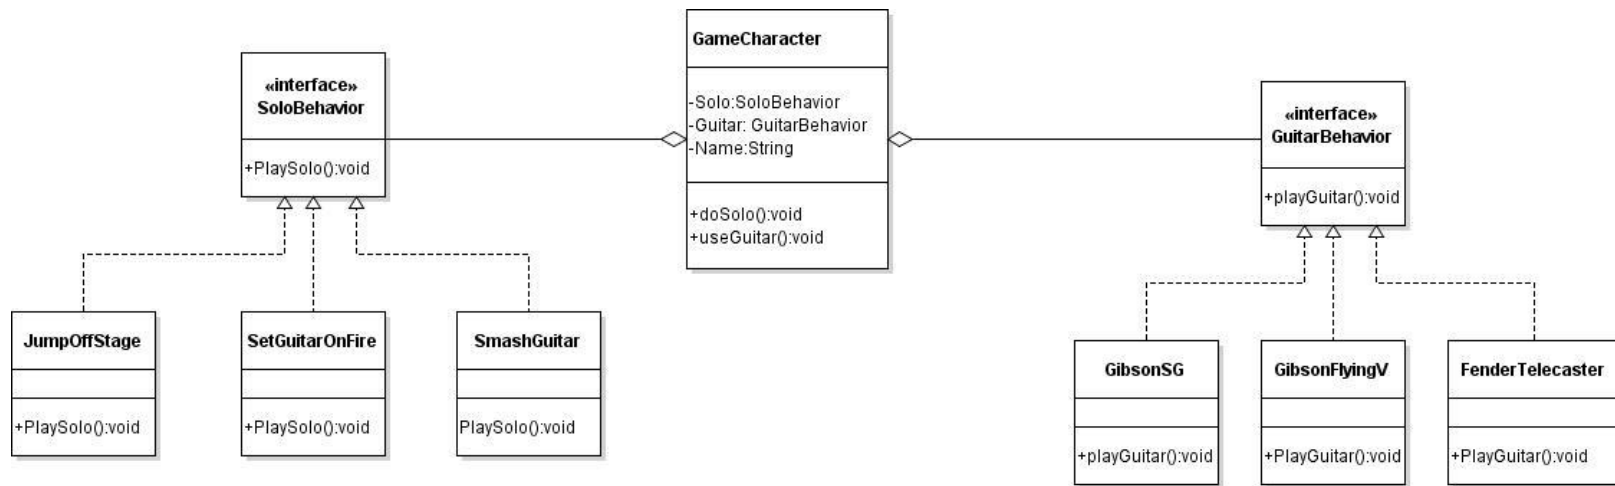 GameCharacter
-Solo:SoloBehavior
-Guitar: GuitarBehavior
-Name:String
+doSolo():void
+useGuitar():void
«interface»
SoloBehavior
+PlaySolo():void
«interface»
GuitarBehavior
+playGuitar():void
JumpOffStage
+PlaySolo():void
SetGuitarOnFire
+PlaySolo():void
SmashGuitar
PlaySolo():void
GibsonSG
+playGuitar():void
GibsonFlyingV
+PlayGuitar():void
FenderTelecaster
+PlayGuitar():void